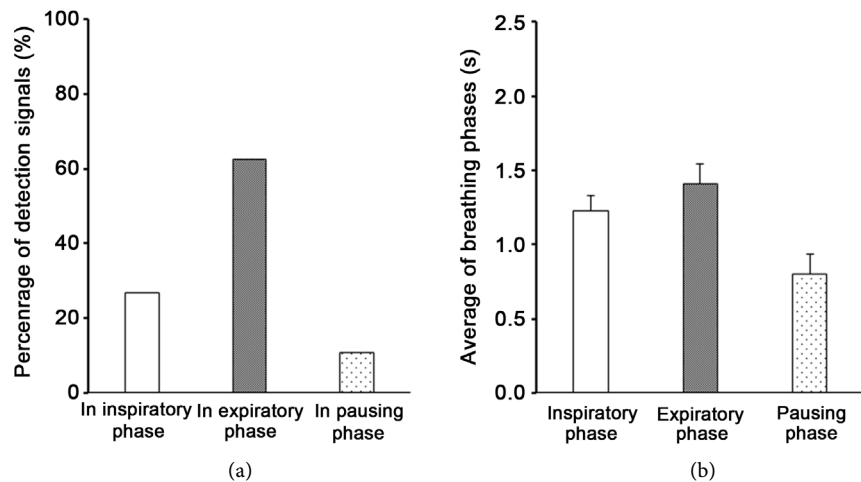 Percenrage of detection signals (%)
100
80
60
40
20
0
In inspiratory
phase
In expiratory
phase
In pausing
phase
(a)
Average of breathing phases (s)
2.5
2.0
1.5
1.0
0.5
0.0
Inspiratory
phase
Expiratory
phase
Pausing
phase
(b)